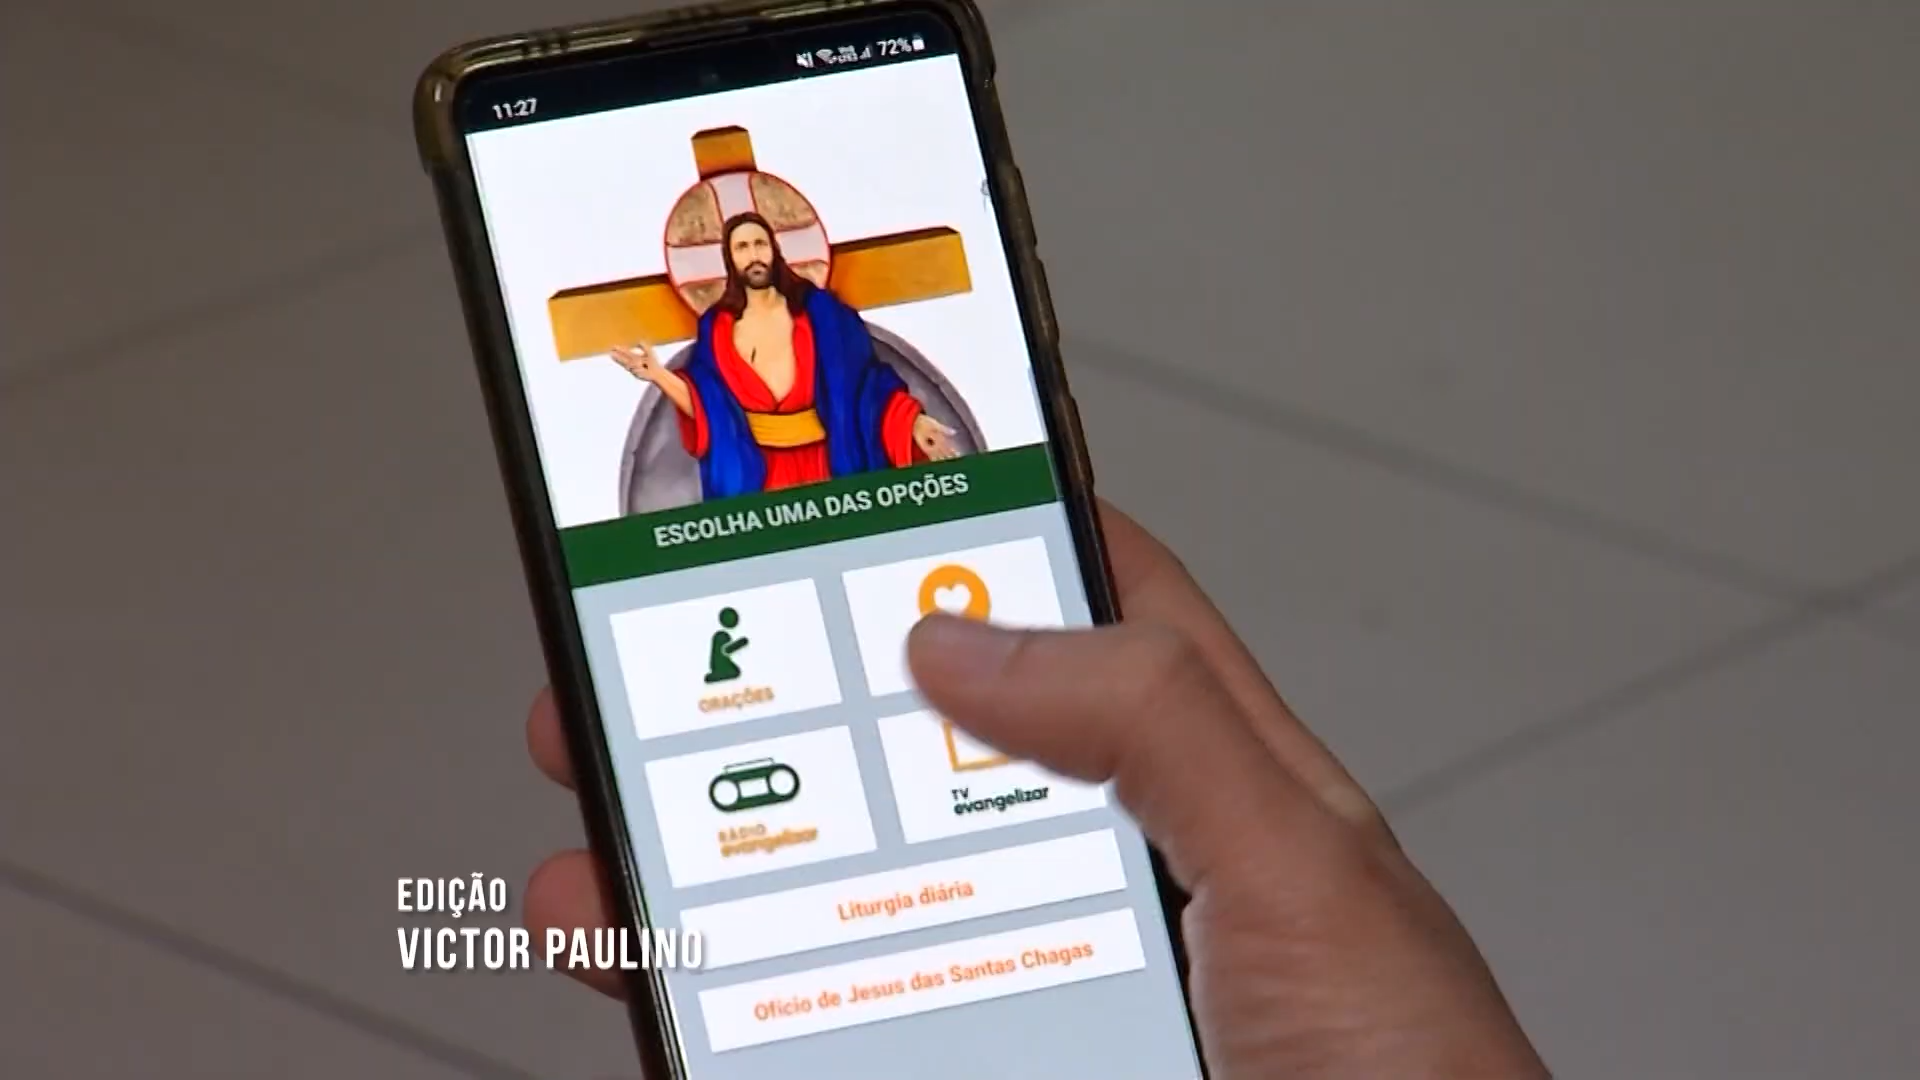 11:27
72%
ESCOLHA UMA DAS OPÇÕES
ORAÇÕES
RÁDIO
evangelizar
TV
evangelizar
Liturgia diária
Ofício de Jesus das Santas Chagas
EDIÇÃO
VICTOR PAULINO